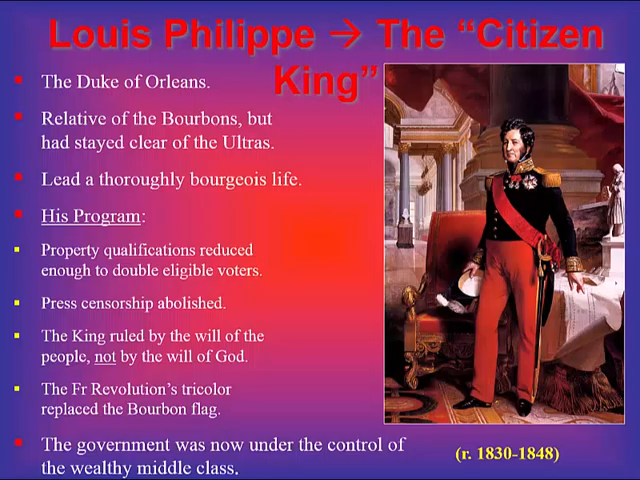 Louis Philippe → The “Citizen
King”
The Duke of Orleans.
Relative of the Bourbons, but
had stayed clear of the Ultras.
Lead a thoroughly bourgeois life.
His Program:
Property qualifications reduced
enough to double eligible voters.
Press censorship abolished.
The King ruled by the will of the
people, not by the will of God.
The Fr Revolution’s tricolor
replaced the Bourbon flag.
The government was now under the control of
the wealthy middle class.
(r. 1830-1848)